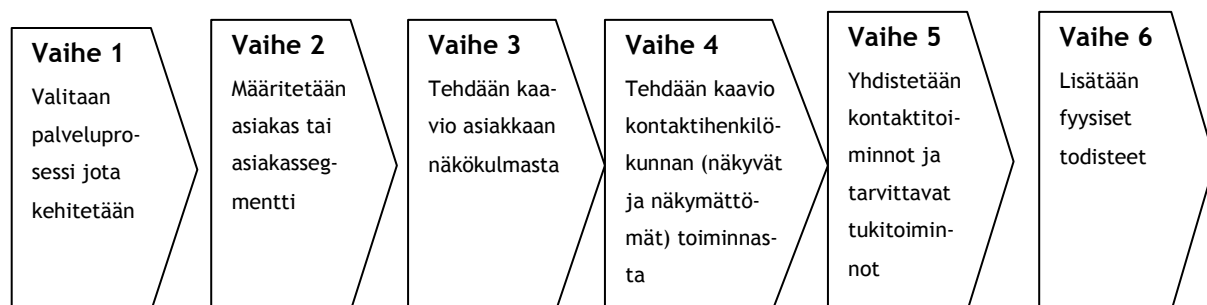 Vaihe 1
Valitaan
palvelupro-
sessi jota
kehitetään
Vaihe 2
Määritetään
asiakas tai
asiakasseg-
mentti
Vaihe 3
Tehdään kaa-
vio asiakkaan
näkökulmasta
Vaihe 4
Tehdään kaavio
kontaktihenkilö-
kunnan (näkyvät
ja näkymättö-
mät) toiminnas-
ta
Vaihe 5
Yhdistetään
kontaktitoi-
minnot ja
tarvittavat
tukitoimin-
not
Vaihe 6
Lisätään
fyysiset
todisteet